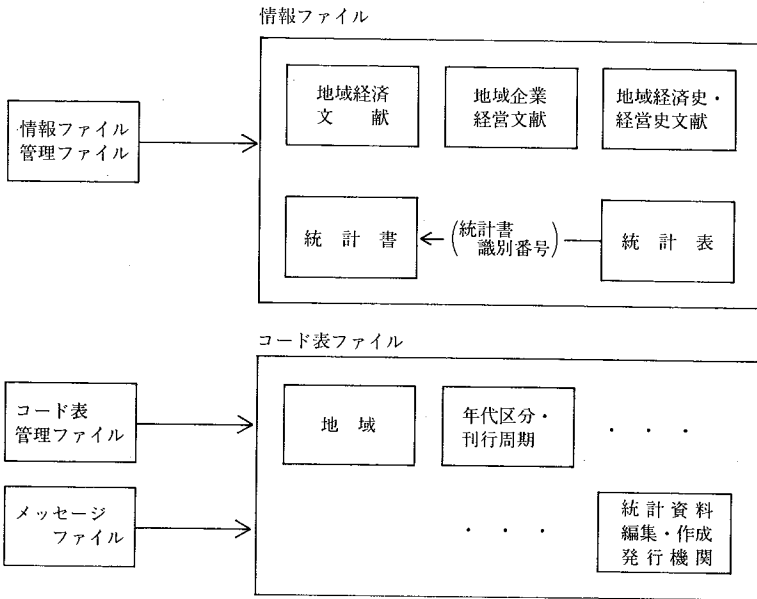 情報ファイル
情報ファイル
管理ファイル
地域経済
文献
地域企業
経営文献
地域経済史・
経営史文献
統計書
(統計書
識別番号)
統計表
コード表ファイル
コード表
管理ファイル
地域
年代区分・
刊行周期
・・・
メッセージ
ファイル
・・・
統計資料
編集・作成
発行機関